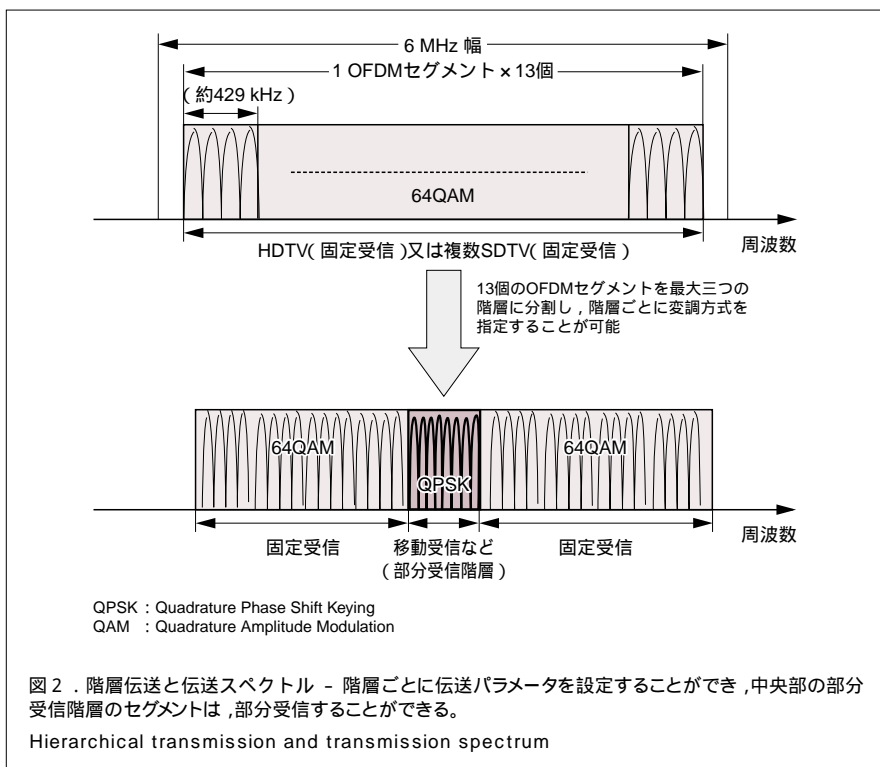 6 MHz 幅
1 OFDMセグメント × 13個
(約429 kHz)
64QAM
周波数
HDTV(固定受信)又は複数SDTV(固定受信)
13個のOFDMセグメントを最大三つの
階層に分割し,階層ごとに変調方式を
指定することが可能
64QAM
QPSK
64QAM
周波数
固定受信
移動受信など
(部分受信階層)
固定受信
QPSK : Quadrature Phase Shift Keying
QAM : Quadrature Amplitude Modulation
図2.階層伝送と伝送スペクトル - 階層ごとに伝送パラメータを設定することができ,中央部の部分
受信階層のセグメントは,部分受信することができる。
Hierarchical transmission and transmission spectrum